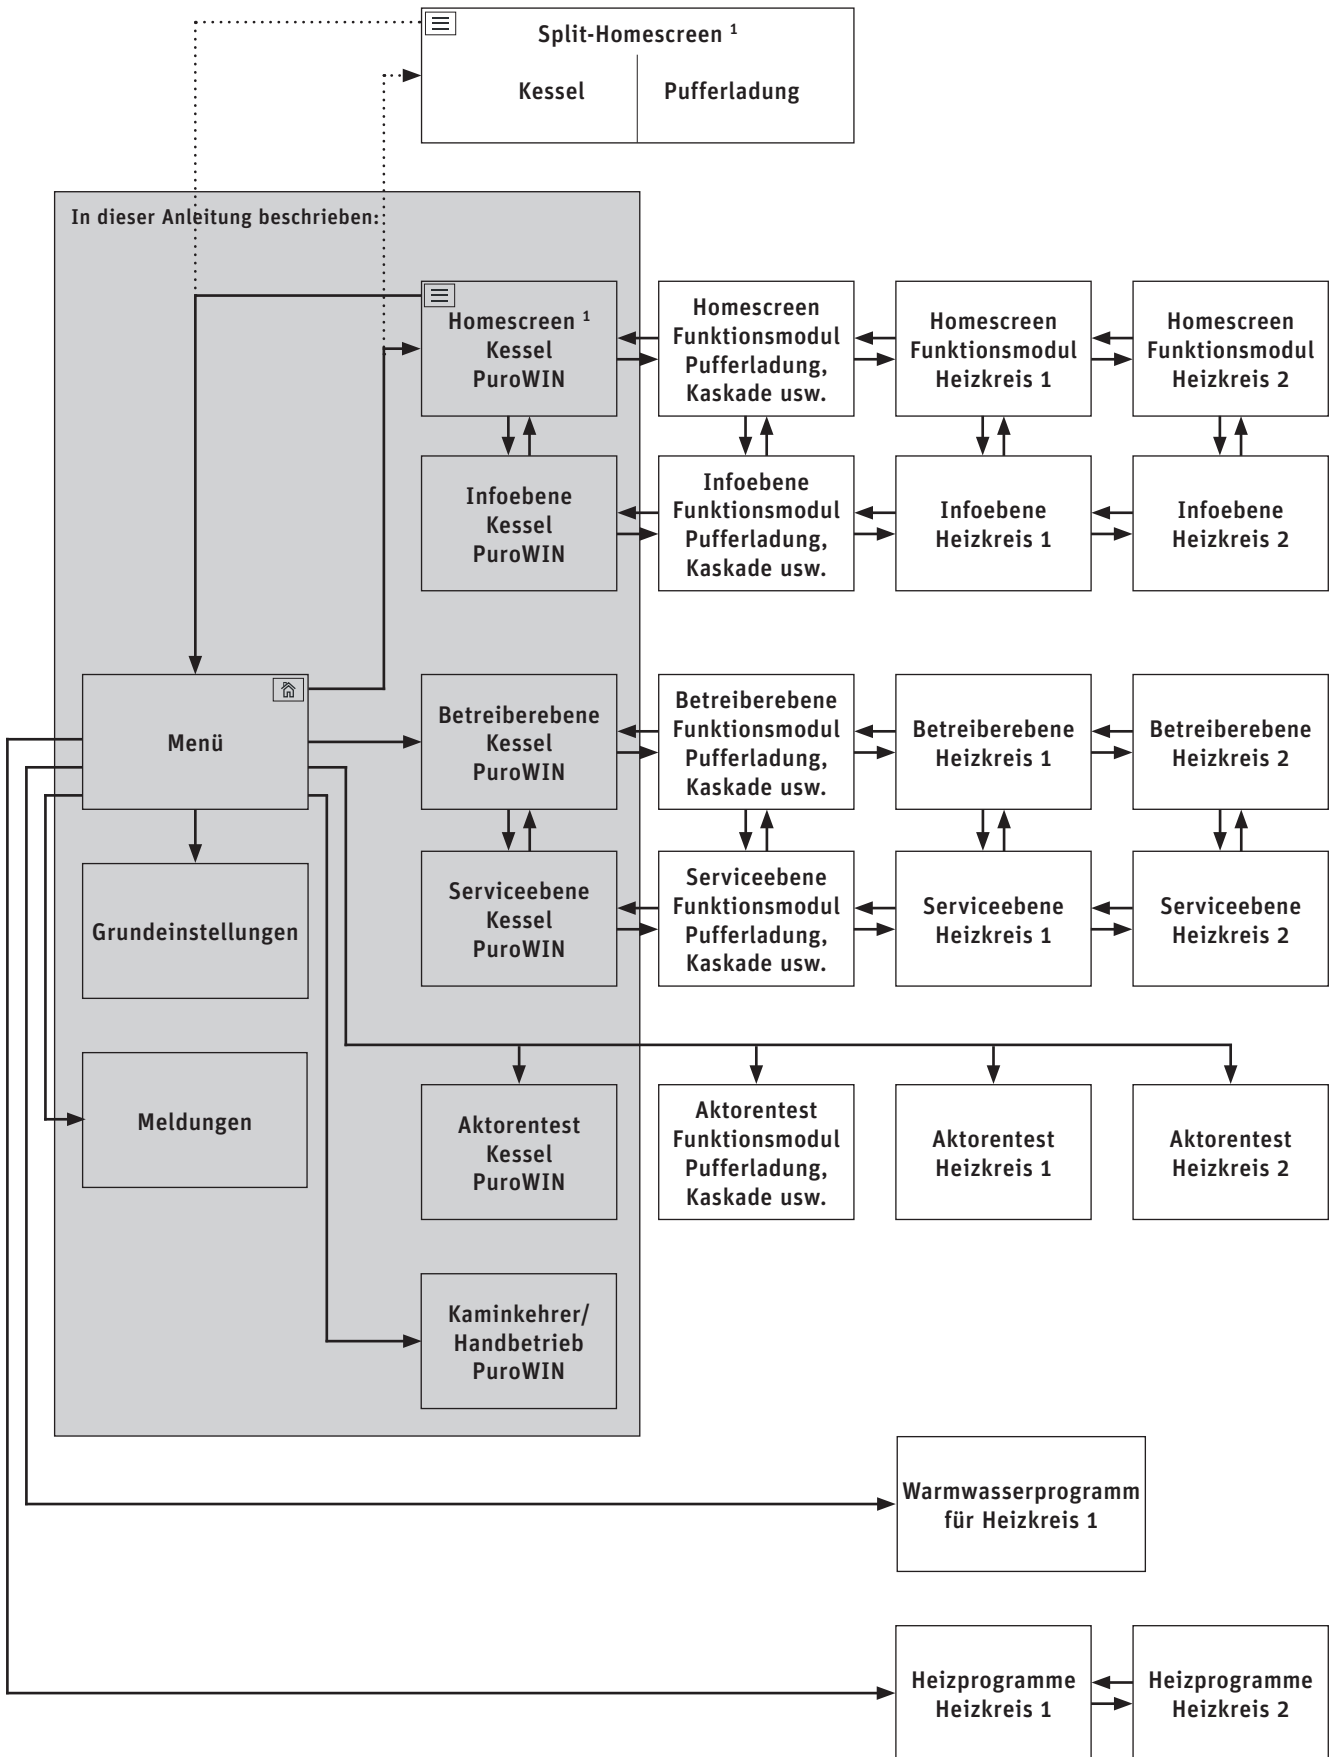 Split-Homescreen ¹
Kessel
Pufferladung
In dieser Anleitung beschrieben:
Homescreen ¹
Kessel
PuroWIN
Homescreen
Funktionsmodul
Pufferladung,
Kaskade usw.
Homescreen
Funktionsmodul
Heizkreis 1
Homescreen
Funktionsmodul
Heizkreis 2
Infoebene
Kessel
PuroWIN
Infoebene
Funktionsmodul
Pufferladung,
Kaskade usw.
Infoebene
Heizkreis 1
Infoebene
Heizkreis 2
Menü
Betreiberebene
Kessel
PuroWIN
Betreiberebene
Funktionsmodul
Pufferladung,
Kaskade usw.
Betreiberebene
Heizkreis 1
Betreiberebene
Heizkreis 2
Grundeinstellungen
Serviceebene
Kessel
PuroWIN
Serviceebene
Funktionsmodul
Pufferladung,
Kaskade usw.
Serviceebene
Heizkreis 1
Serviceebene
Heizkreis 2
Meldungen
Aktorentest
Kessel
PuroWIN
Aktorentest
Funktionsmodul
Pufferladung,
Kaskade usw.
Aktorentest
Heizkreis 1
Aktorentest
Heizkreis 2
Kaminkehrer/
Handbetrieb
PuroWIN
Warmwasserprogramm
für Heizkreis 1
Heizprogramme
Heizkreis 1
Heizprogramme
Heizkreis 2